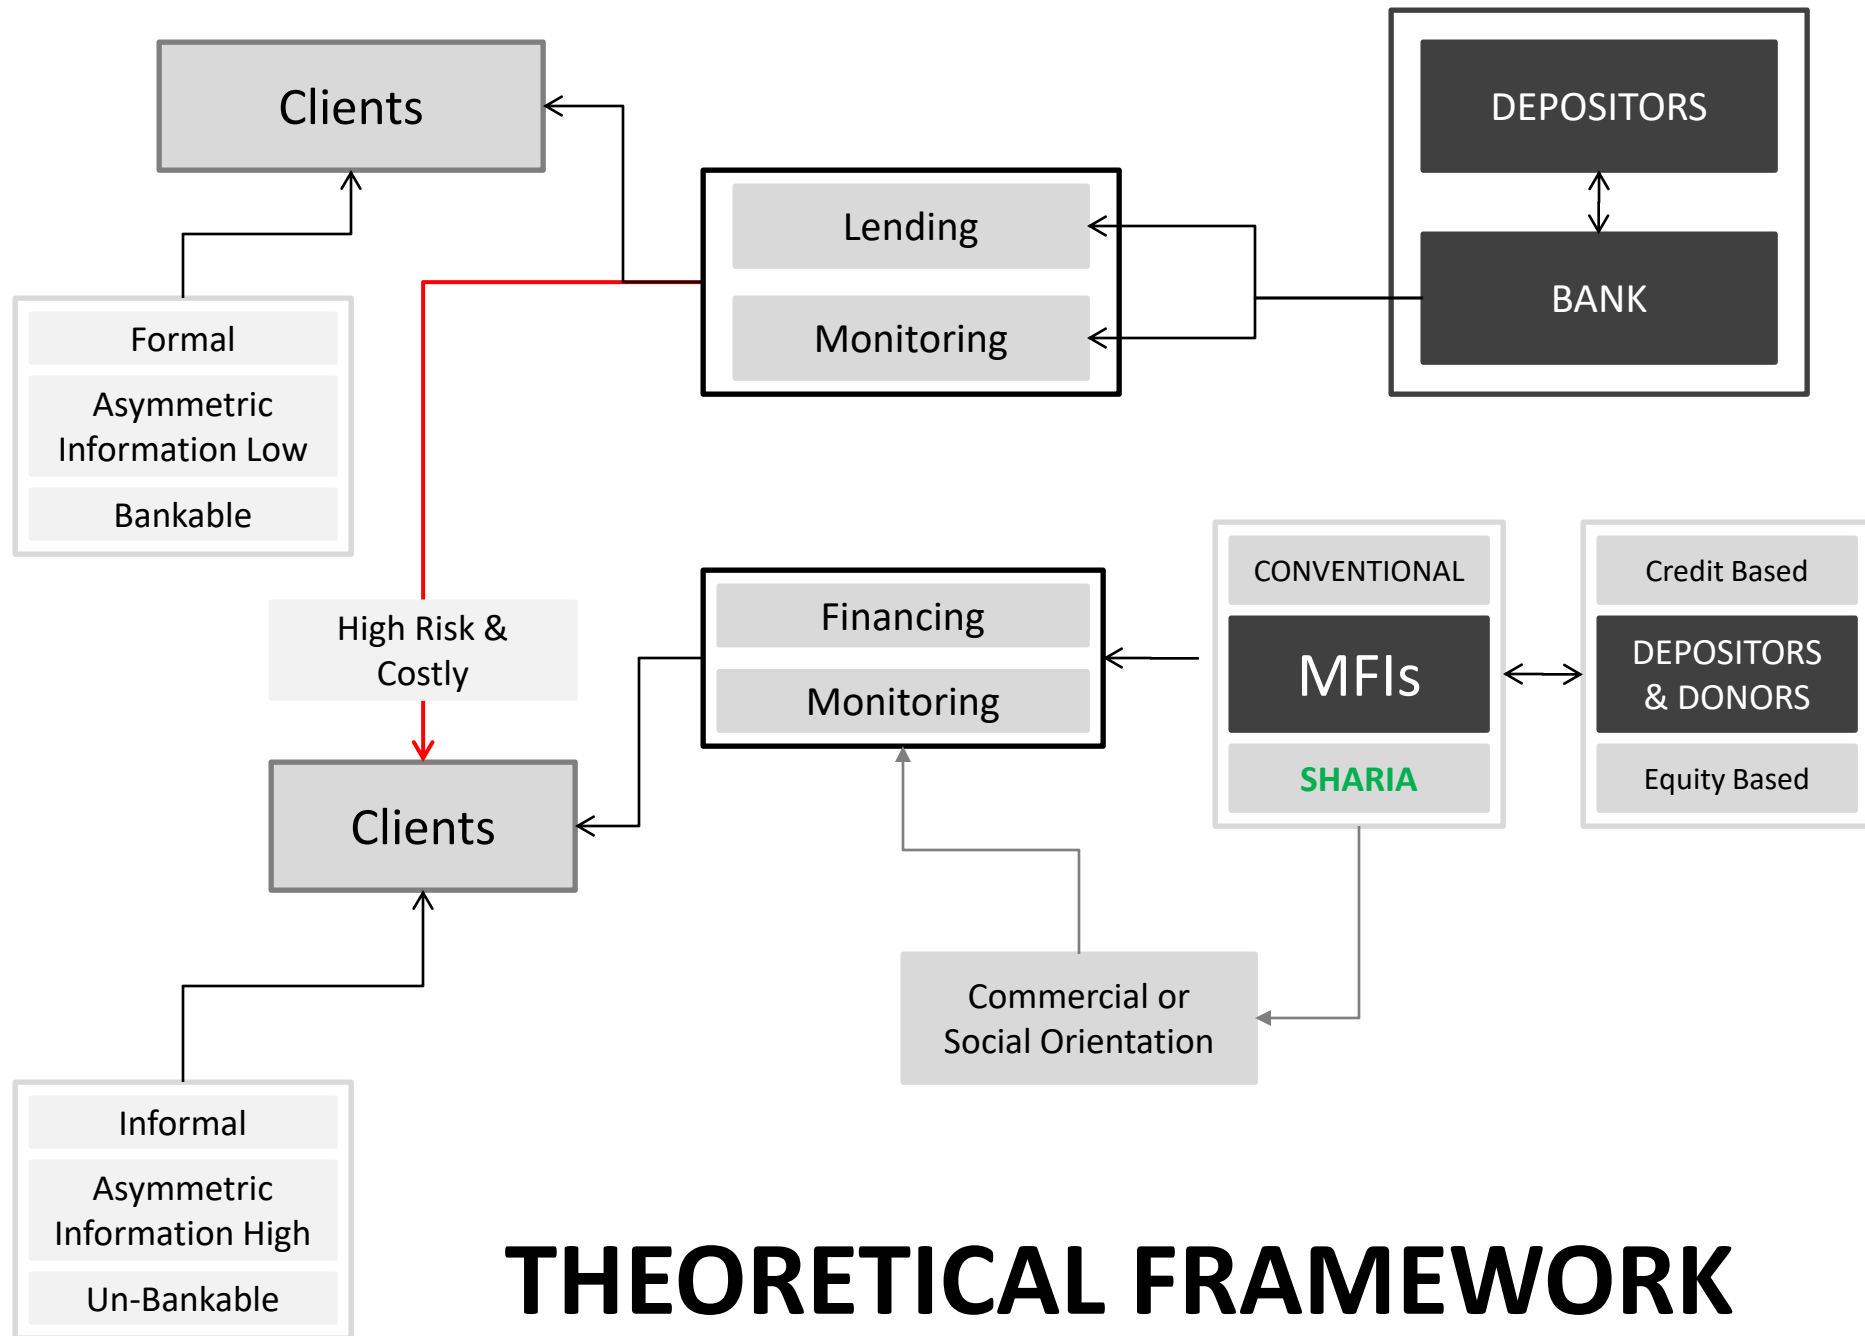 Clients
DEPOSITORS
Lending
Monitoring
BANK
Formal
Asymmetric
Information Low
Bankable
High Risk &
Costly
Financing
Monitoring
CONVENTIONAL
MFIs
SHARIA
Credit Based
DEPOSITORS
& DONORS
Equity Based
Clients
Commercial or
Social Orientation
Informal
Asymmetric
Information High
Un-Bankable
THEORETICAL FRAMEWORK